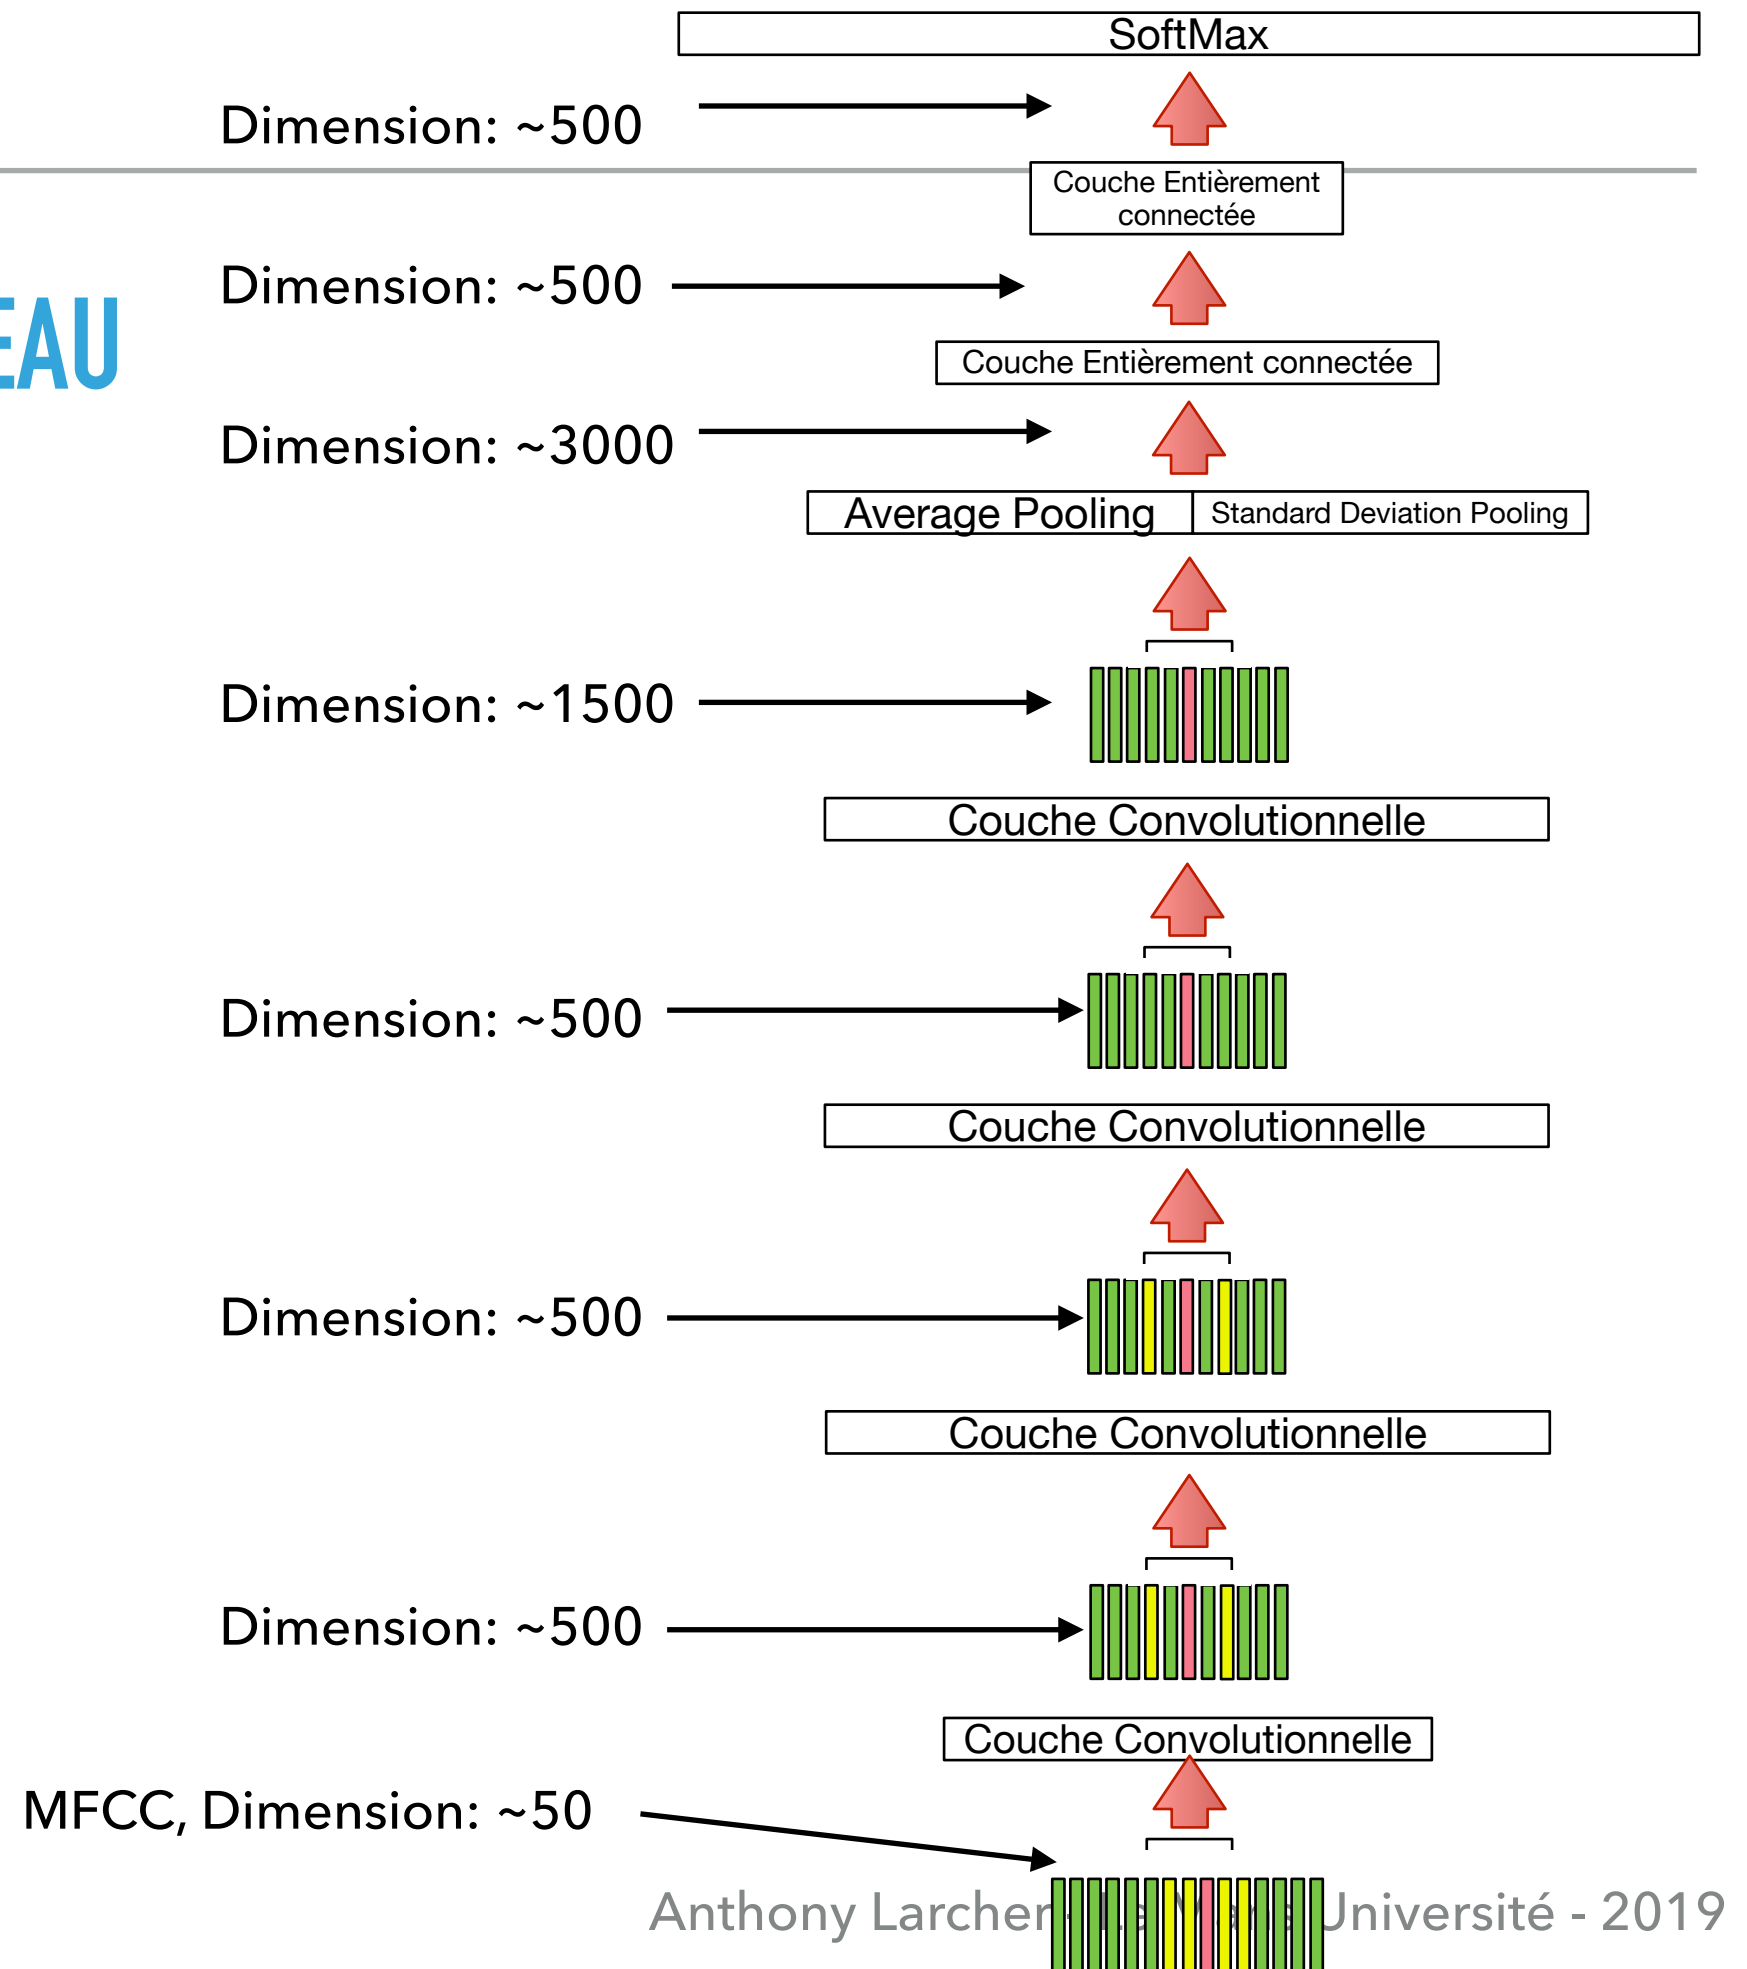 SoftMax
Dimension: ~500
Couche Entièrement
connectée
Dimension: ~500
EAU
Couche Entièrement connectée
Dimension: ~3000
Average Pooling
Standard Deviation Pooling
Dimension: ~1500
Couche Convolutionnelle
Dimension: ~500
Couche Convolutionnelle
Dimension: ~500
Couche Convolutionnelle
Dimension: ~500
Couche Convolutionnelle
MFCC, Dimension: ~50
Anthony Larcher - Le Mans Université - 2019